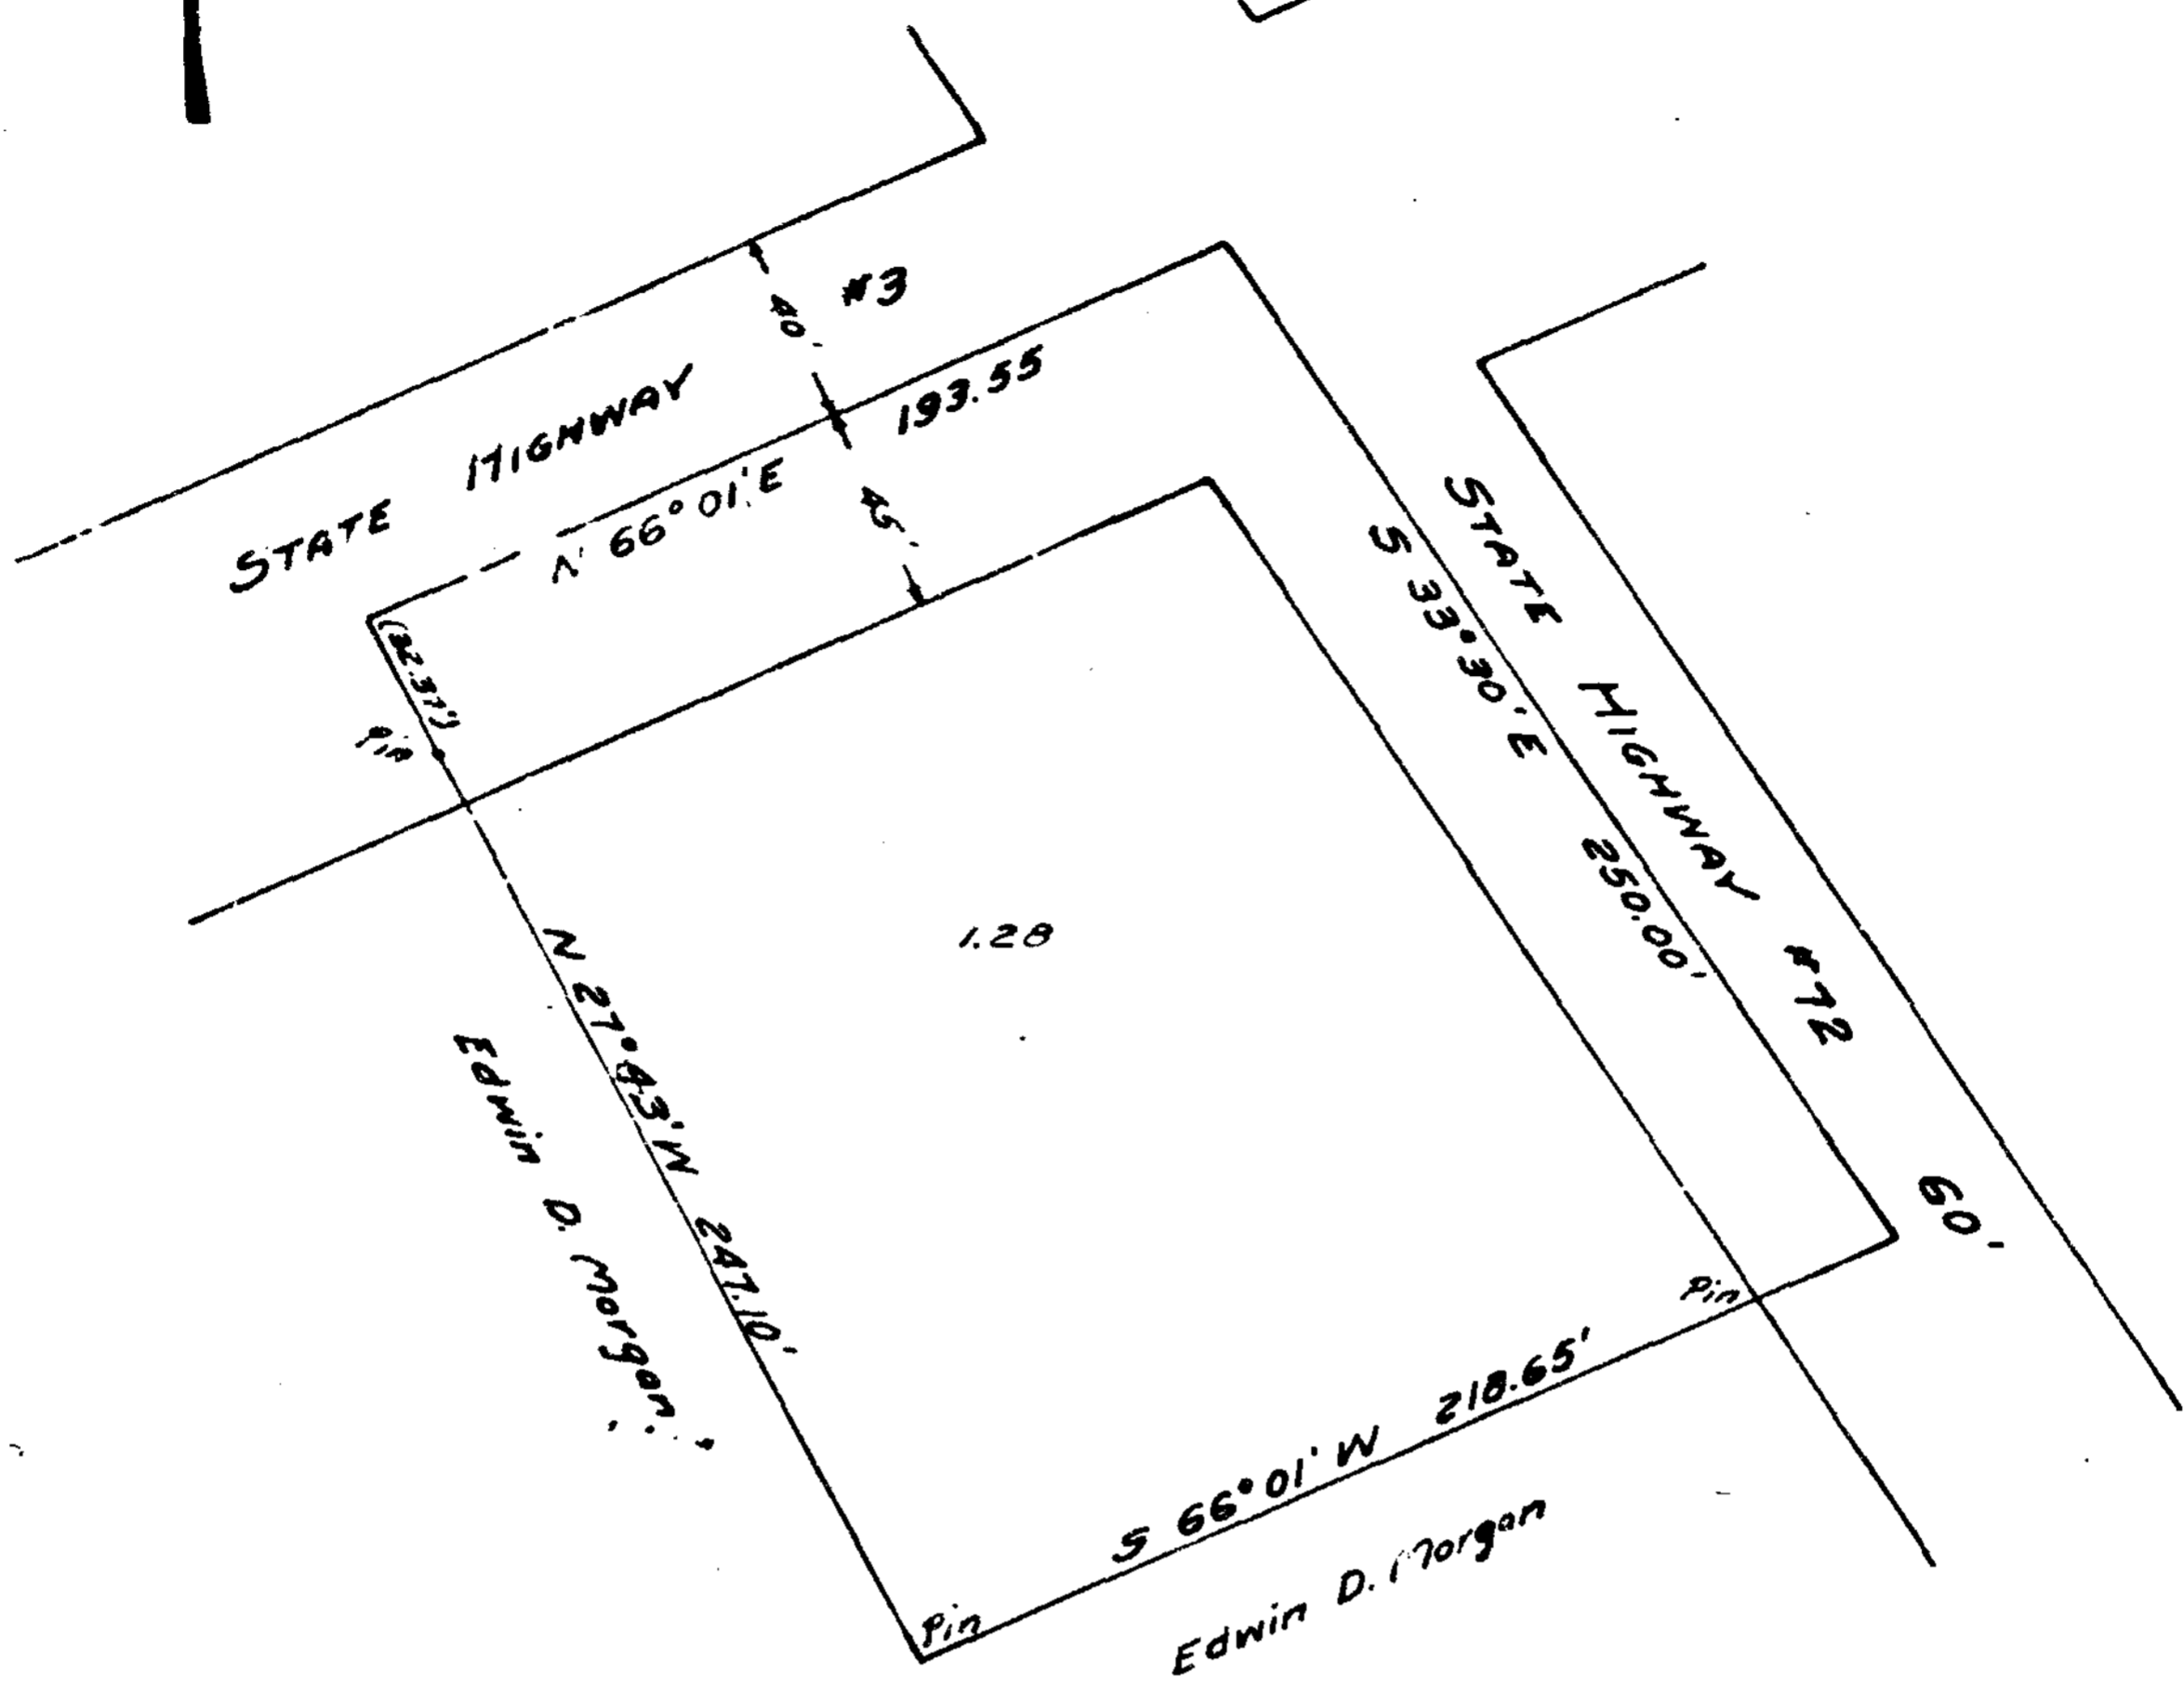 STATE HIGHWAY #3
40'
193.55
N 66° 01' E
45'
(32.37')
Pin
STATE HIGHWAY #72 60'
S 33° 30' E 250.00'
1.28
N 27° 43' W 247.10'
Edwin D. Morgan
Pin
S 66° 01' W 218.65'
Pin
Edwin D. Morgan